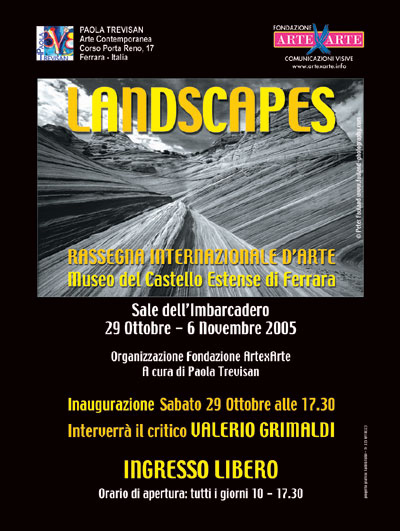 PAOLA TREVISAN
Arte Contemporanea
Corso Porta Reno, 17
Ferrara - Italia
PAOLA
TREVISAN
FONDAZIONE
ARTEXARTE
COMUNICAZIONI VISIVE
www.artexarte.info
LANDSCAPES
RASSEGNA INTERNAZIONALE D'ARTE
Museo del Castello Estense di Ferrara
Sale dell'Imbarcadero
29 Ottobre – 6 Novembre 2005
Organizzazione Fondazione ArtexArte
A cura di Paola Trevisan
Inaugurazione Sabato 29 Ottobre alle 17.30
Interverrà il critico VALERIO GRIMALDI
INGRESSO LIBERO
Orario di apertura: tutti i giorni 10 – 17.30